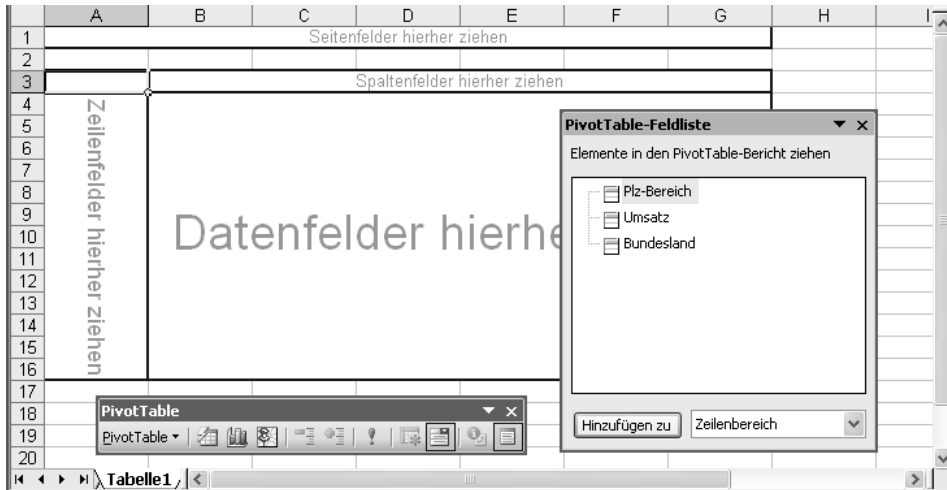 A B C D E F G H I
1 Seitenfelder hierher ziehen
2
3 Spaltenfelder hierher ziehen
4
5
6
7
8
9
10
11
12
13
14
15
16
17
18
19
20
Zeilenfelder hierher ziehen
Datenfelder hierhe
PivotTable-Feldliste
Elemente in den PivotTable-Bericht ziehen
Plz-Bereich
Umsatz
Bundesland
Hinzufügen zu Zeilenbereich
PivotTable
PivotTable
Tabelle1